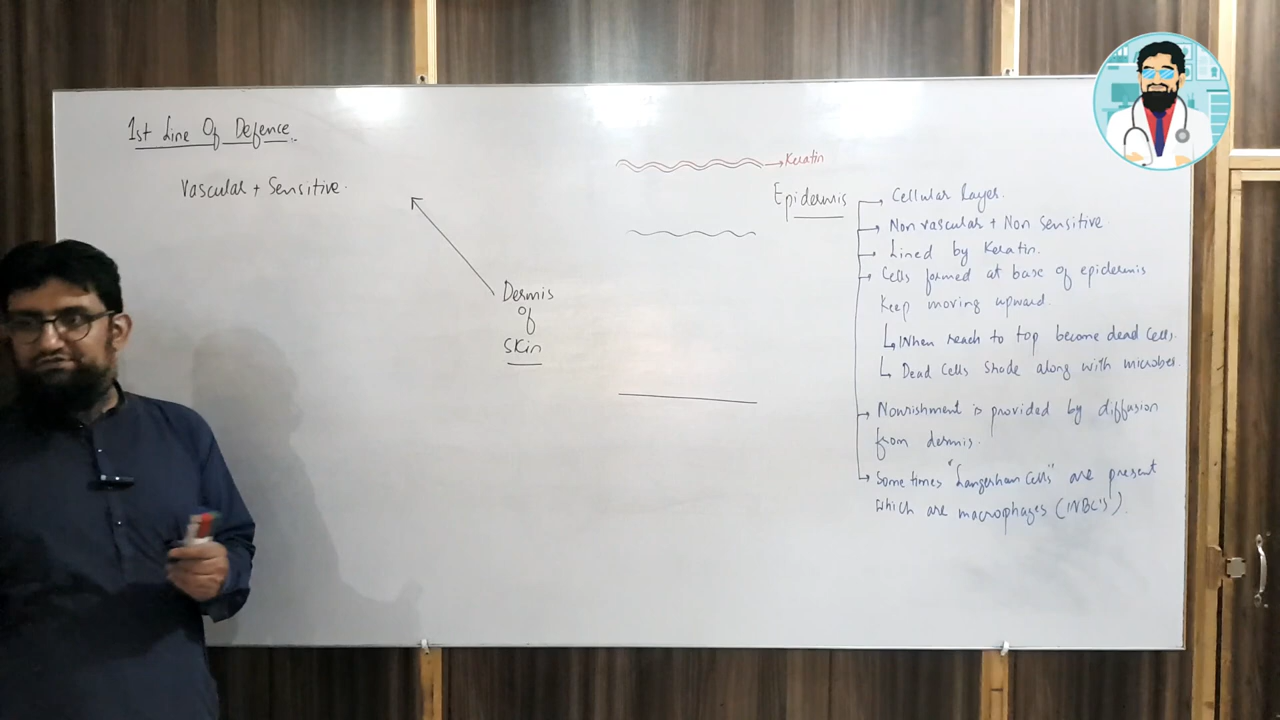 1st Line Of Defence
Vascular + Sensitive.
Dermis
of
Skin
Keratin
Epidermis
Cellular Layer.
Non vascular + Non Sensitive
Lined by Keratin.
Cells formed at base of epidermis
Keep moving upward.
When reach to top become dead cells.
Dead Cells shade along with microbes.
Nourishment is provided by diffusion
from dermis.
Sometimes "Langerhan Cells" are present
which are macrophages (WBC's).